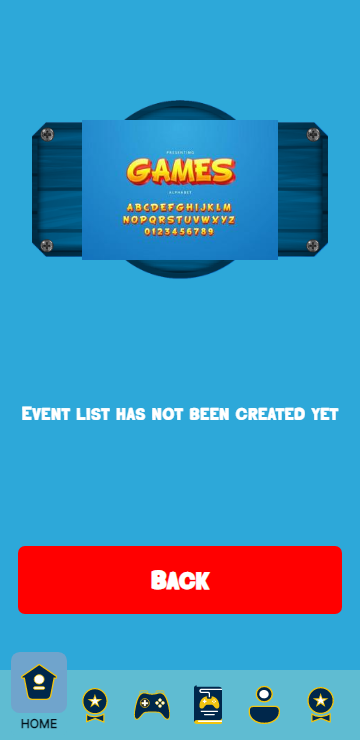 PRESENTING
GAMES
ALPHABET
ABCDEFGHIJKLM
NOPQRSTUVWXYZ
0123456789
Event list has not been created yet
Back
HOME